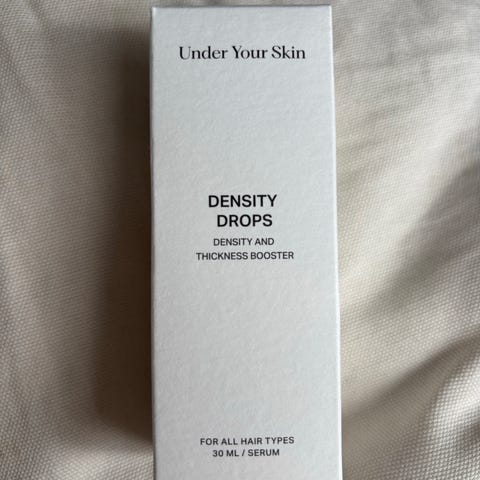 Under Your Skin
DENSITY
DROPS
DENSITY AND
THICKNESS BOOSTER
FOR ALL HAIR TYPES
30 ML / SERUM